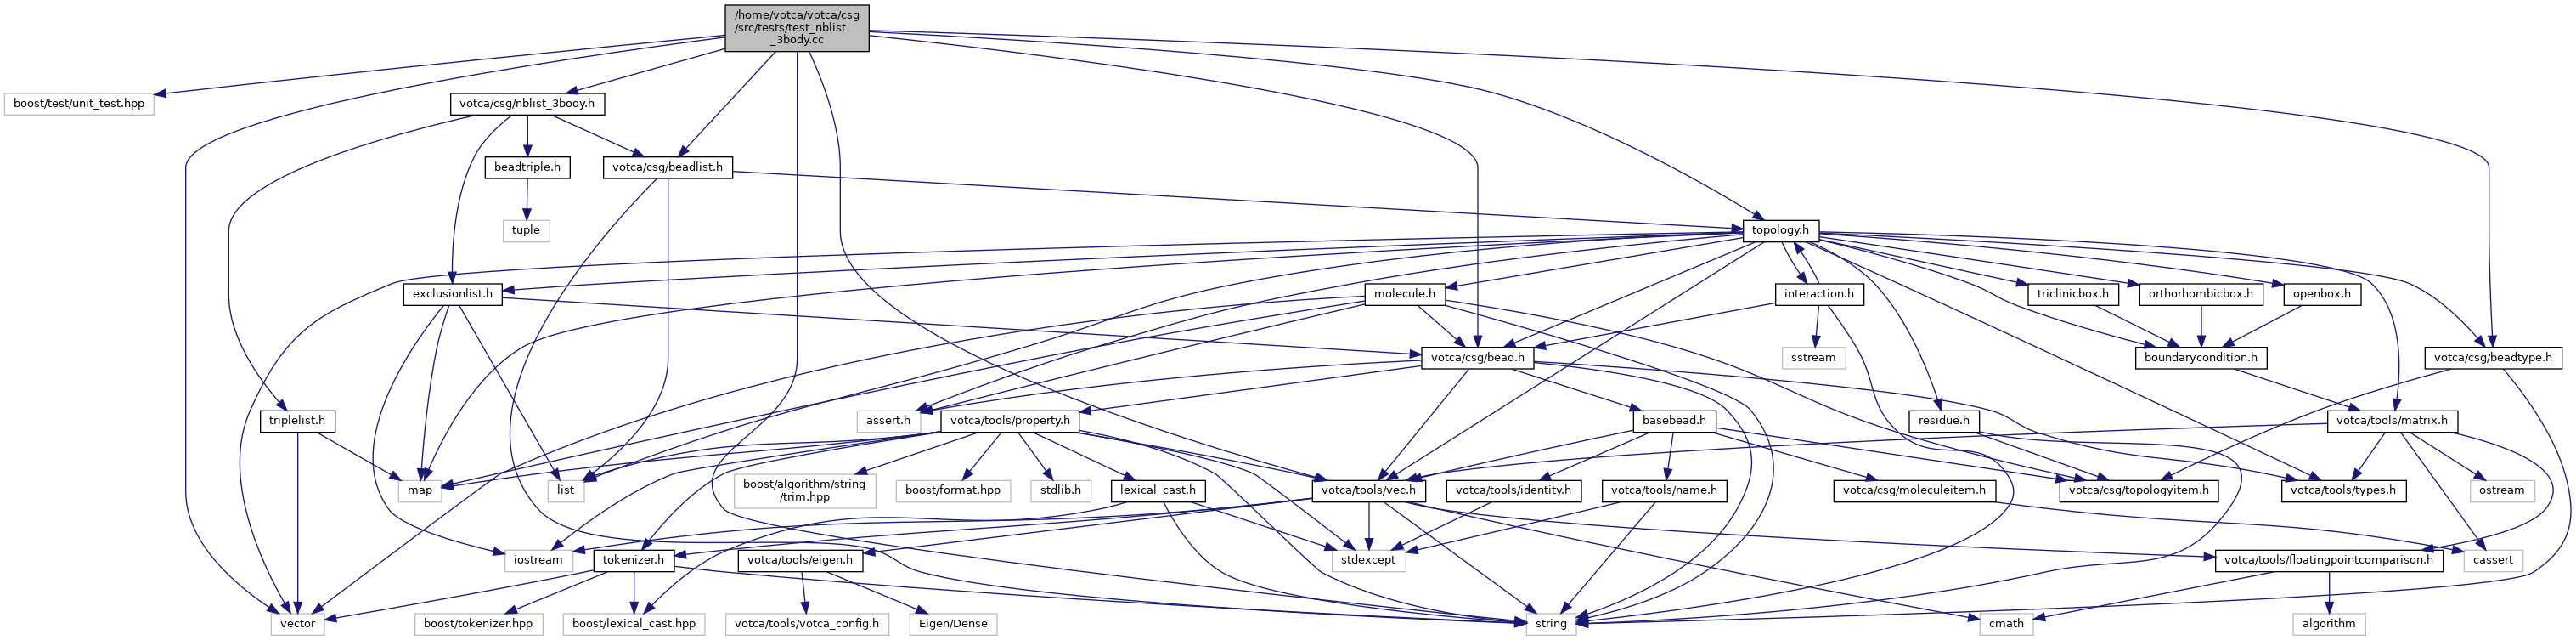 /home/votca/votca/csg
/src/tests/test_nblist
_3body.cc
boost/test/unit_test.hpp
votca/csg/nblist_3body.h
beadtriple.h
votca/csg/beadlist.h
tuple
topology.h
exclusionlist.h
molecule.h
interaction.h
triclinicbox.h
orthorhombicbox.h
openbox.h
votca/csg/bead.h
sstream
boundarycondition.h
votca/csg/beadtype.h
triplelist.h
assert.h
votca/tools/property.h
basebead.h
residue.h
votca/tools/matrix.h
map
list
boost/algorithm/string
/trim.hpp
boost/format.hpp
stdlib.h
lexical_cast.h
votca/tools/vec.h
votca/tools/identity.h
votca/tools/name.h
votca/csg/moleculeitem.h
votca/csg/topologyitem.h
votca/tools/types.h
ostream
iostream
tokenizer.h
votca/tools/eigen.h
stdexcept
votca/tools/floatingpointcomparison.h
cassert
vector
boost/tokenizer.hpp
boost/lexical_cast.hpp
votca/tools/votca_config.h
Eigen/Dense
string
cmath
algorithm